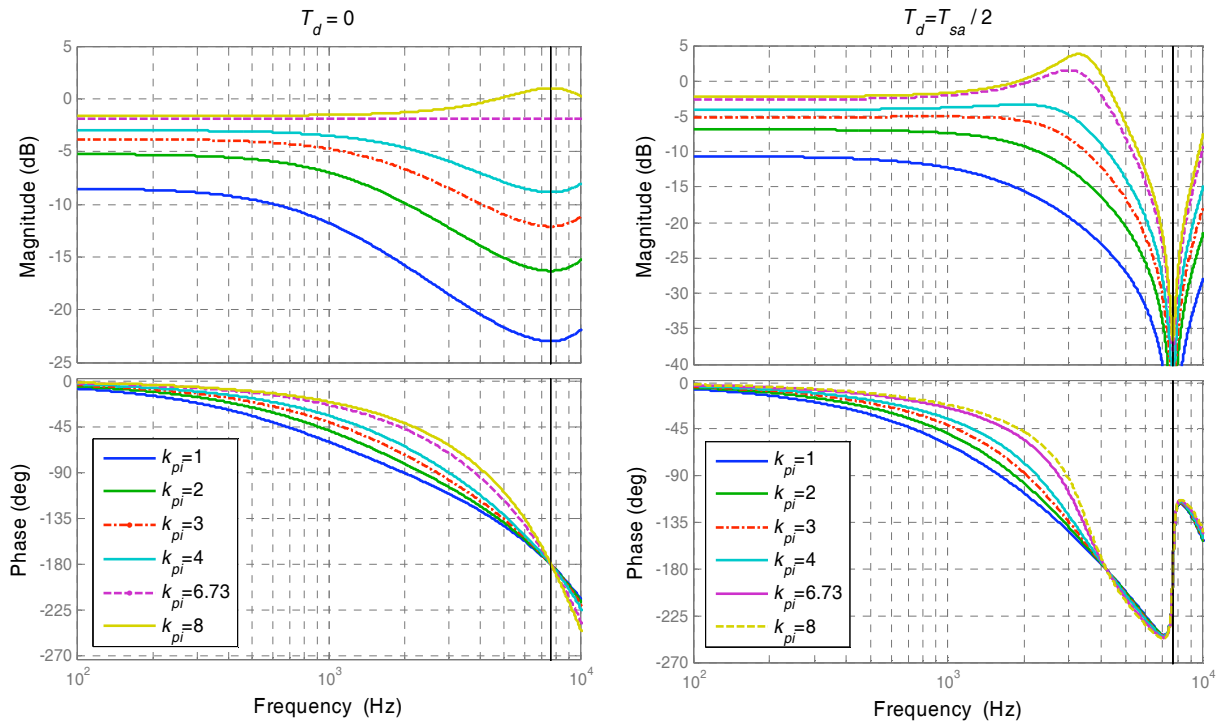 T_d = 0
5
0
-5
-10
-15
-20
25
Magnitude (dB)
0
45
-90
-135
-180
-225
-270
Phase (deg)
k_pi=1
k_pi=2
k_pi=3
k_pi=4
k_pi=6.73
k_pi=8
10^2
10^3
10^4
Frequency (Hz)
T_d=T_sa / 2
5
0
-5
-10
-15
-20
-25
-30
-35
-40
Magnitude (dB)
0
-45
-90
-135
-180
-225
-270
Phase (deg)
k_pi=1
k_pi=2
k_pi=3
k_pi=4
k_pi=6.73
k_pi=8
10^2
10^3
10^4
Frequency (Hz)